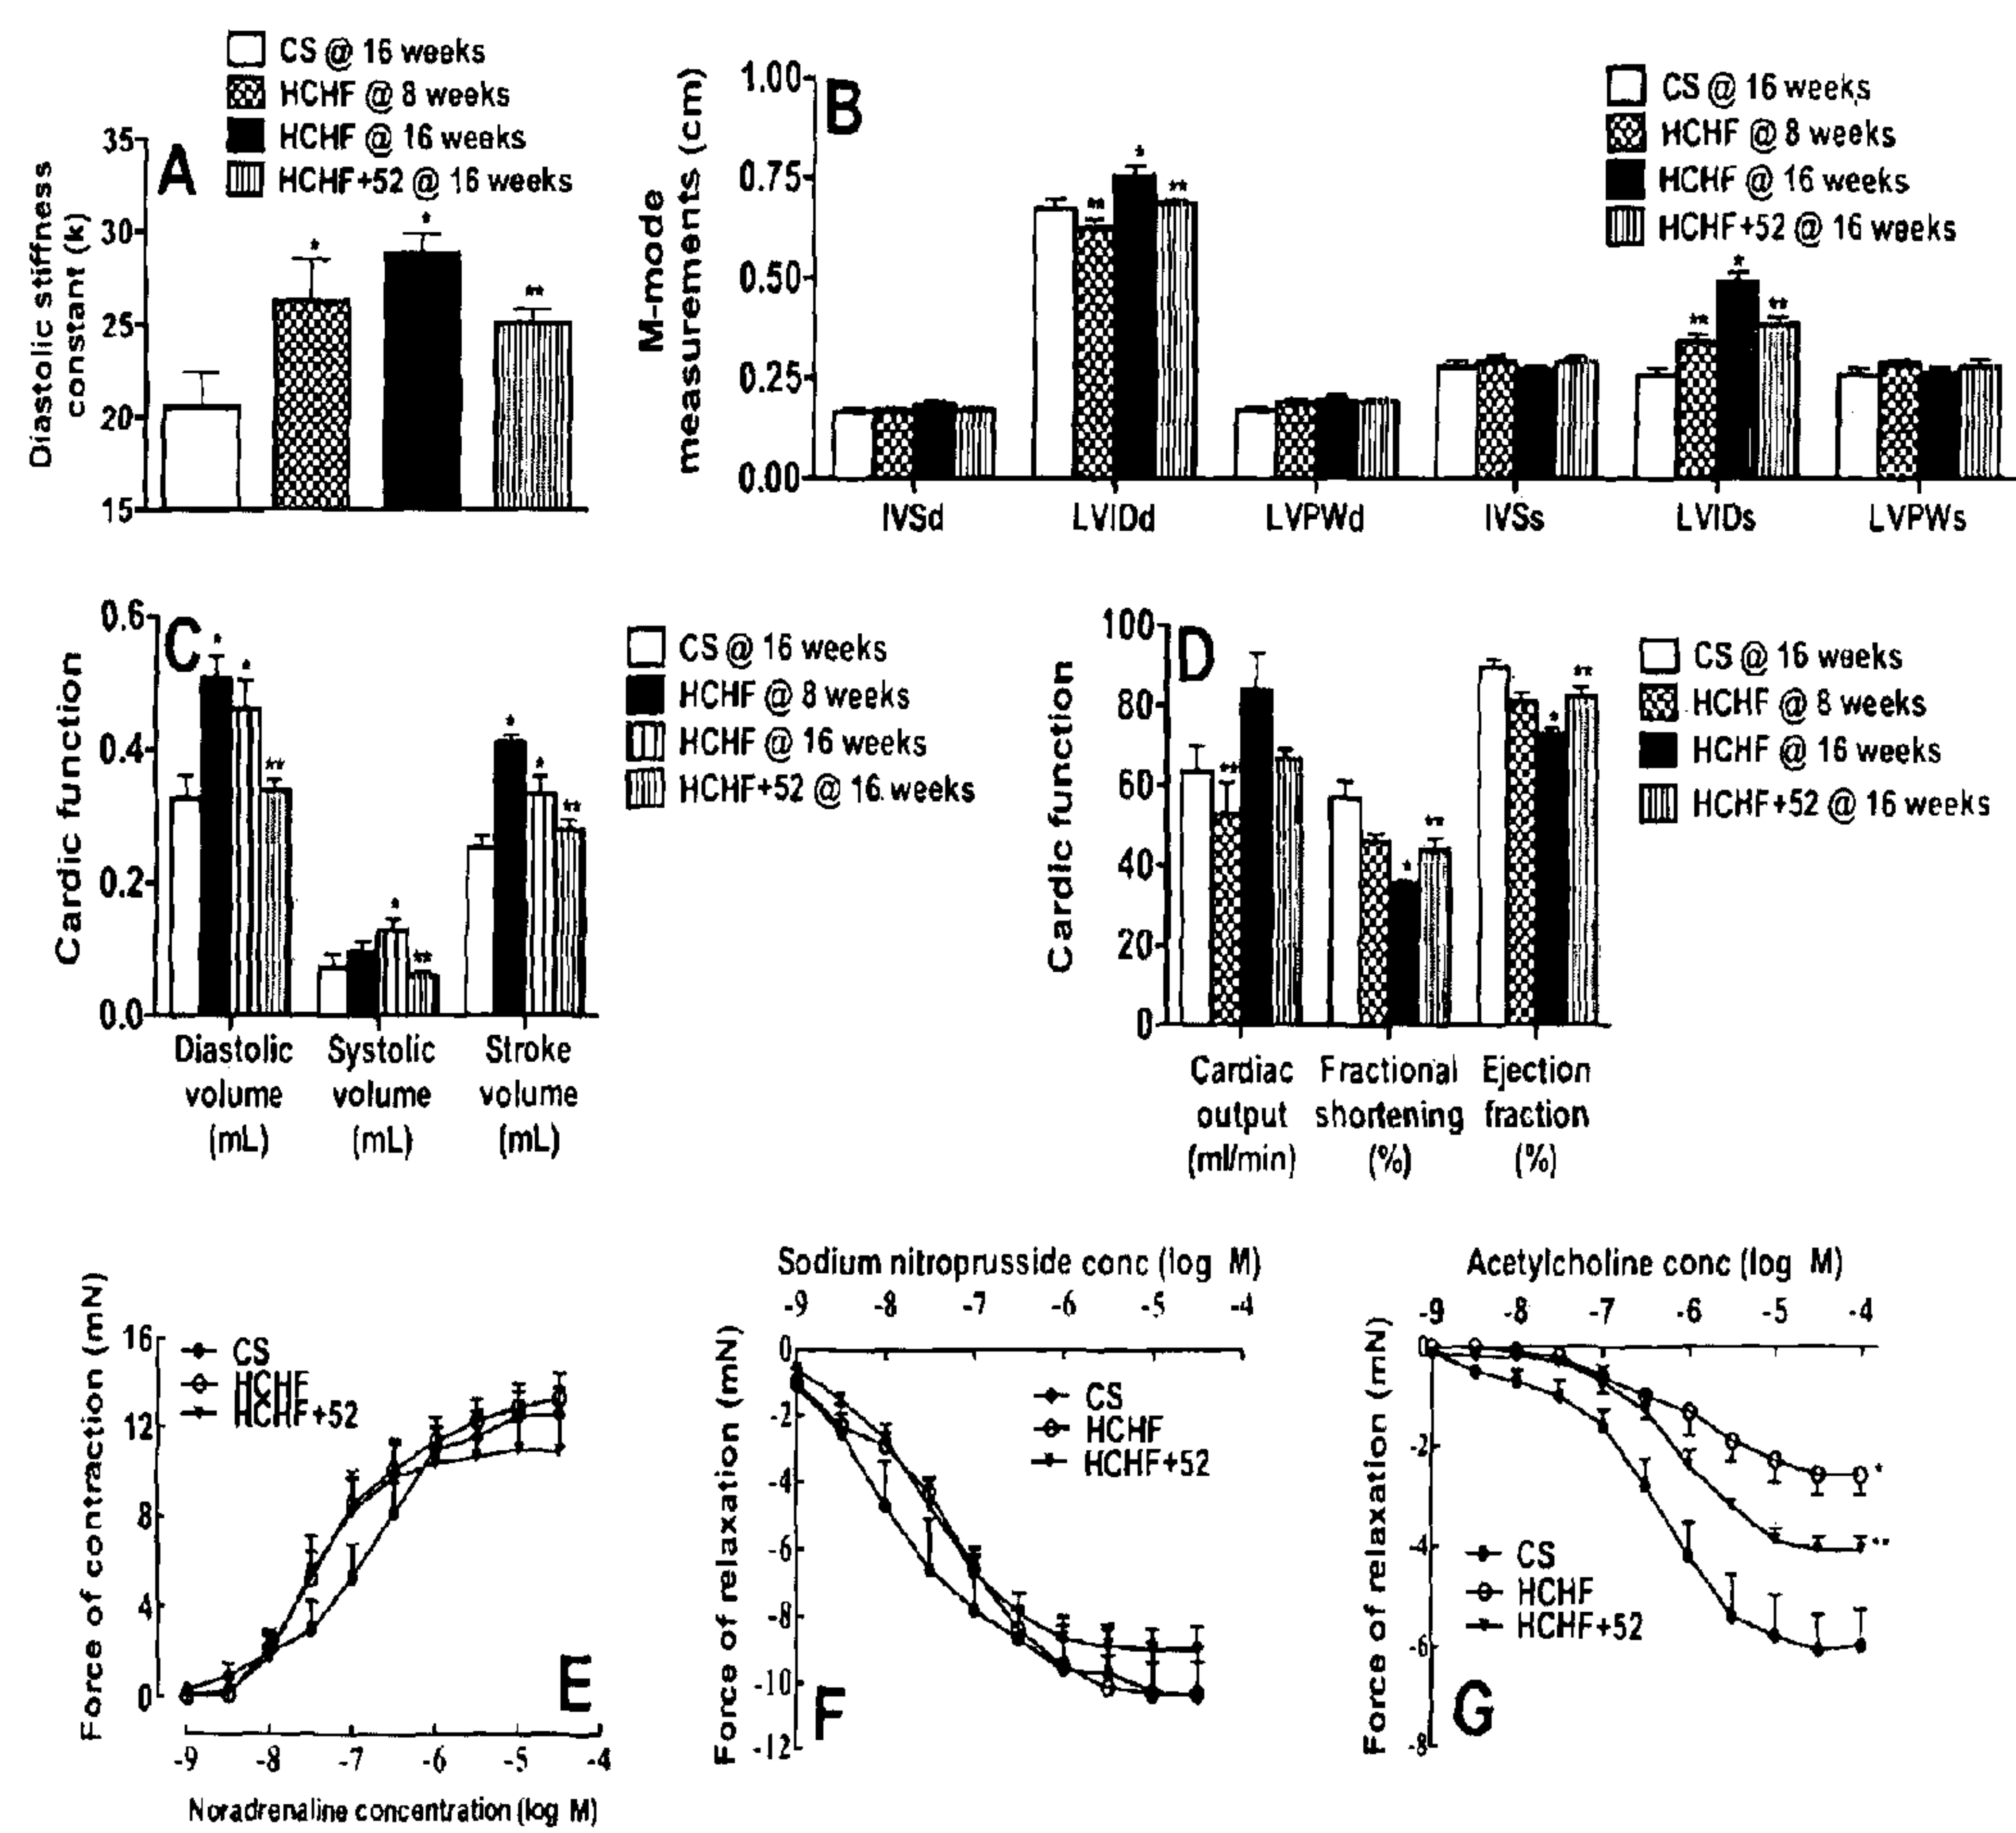 CS @ 16 weeks
HCHF @ 8 weeks
HCHF @ 16 weeks
HCHF+52 @ 16 weeks
A
Diastolic stiffness
constant (k)
35
30
25
20
15
*
*
**
B
M-mode
measurements (cm)
1.00
0.75
0.50
0.25
0.00
CS @ 16 weeks
HCHF @ 8 weeks
HCHF @ 16 weeks
HCHF+52 @ 16 weeks
**
*
**
**
*
**
IVSd LVIDd LVPWd IVSs LVIDs LVPWs
C
Cardic function
0.6
0.4
0.2
0.0
*
*
**
*
**
*
*
**
CS @ 16 weeks
HCHF @ 8 weeks
HCHF @ 16 weeks
HCHF+52 @ 16 weeks
Diastolic Systolic Stroke
volume volume volume
(mL) (mL) (mL)
D
Cardic function
100
80
60
40
20
0
**
*
**
*
**
CS @ 16 weeks
HCHF @ 8 weeks
HCHF @ 16 weeks
HCHF+52 @ 16 weeks
Cardiac Fractional Ejection
output shortening fraction
(ml/min) (%) (%)
Force of contraction (mN)
16
12
8
4
0
CS
HCHF
HCHF+52
E
-9 -8 -7 -6 -5 -4
Noradrenaline concentration (log M)
Sodium nitroprusside conc (log M)
-9 -8 -7 -6 -5 -4
Force of relaxation (mN)
0
-2
-4
-6
-8
-10
-12
CS
HCHF
HCHF+52
F
Acetylcholine conc (log M)
-9 -8 -7 -6 -5 -4
Force of relaxation (mN)
0
-2
-4
-6
-8
*
**
CS
HCHF
HCHF+52
G